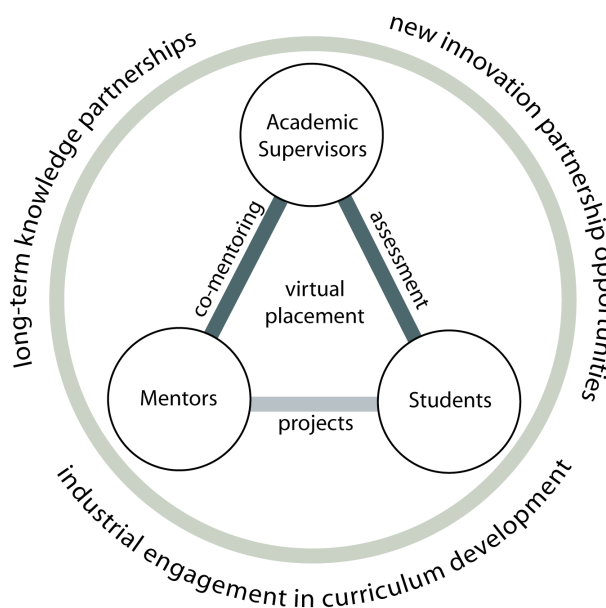 long-term knowledge partnerships
new innovation partnership opportunities
Academic
Supervisors
co-mentoring
assessment
virtual
placement
Mentors
Students
projects
industrial engagement in curriculum development